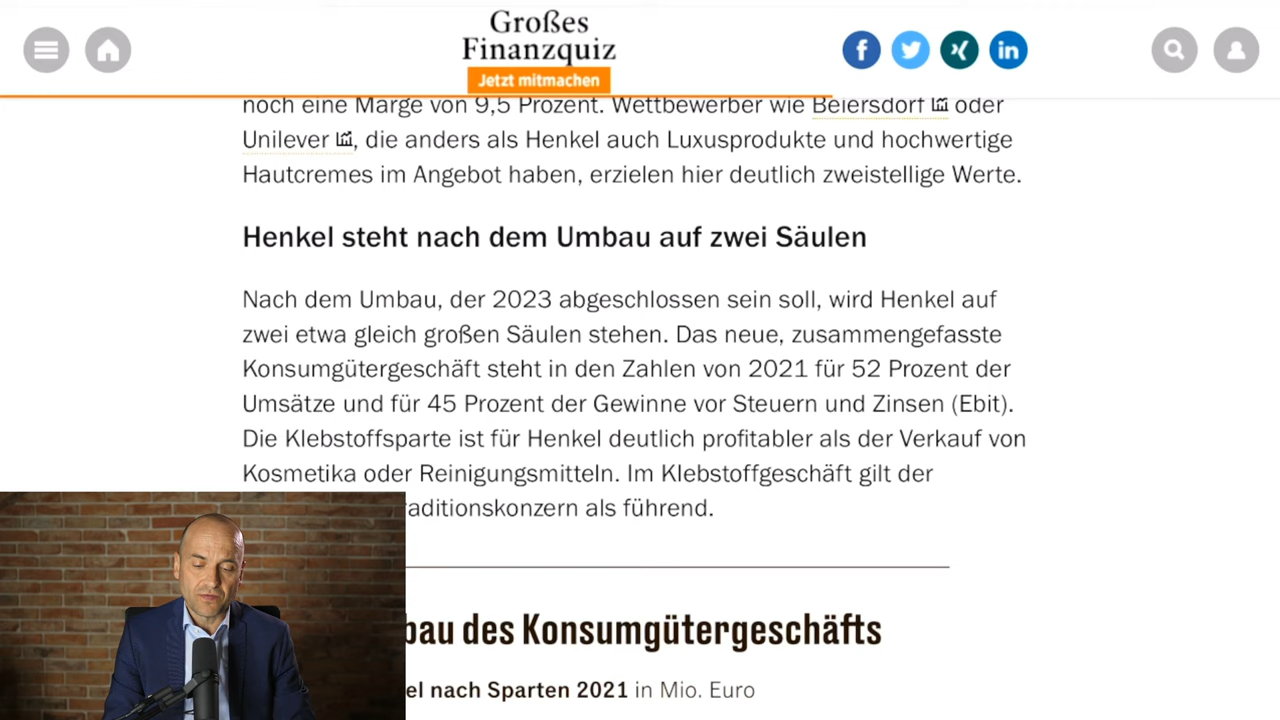 Großes
Finanzquiz
Jetzt mitmachen
noch eine Marge von 9,5 Prozent. Wettbewerber wie Beiersdorf oder
Unilever, die anders als Henkel auch Luxusprodukte und hochwertige
Hautcremes im Angebot haben, erzielen hier deutlich zweistellige Werte.
Henkel steht nach dem Umbau auf zwei Säulen
Nach dem Umbau, der 2023 abgeschlossen sein soll, wird Henkel auf
zwei etwa gleich großen Säulen stehen. Das neue, zusammengefasste
Konsumgütergeschäft steht in den Zahlen von 2021 für 52 Prozent der
Umsätze und für 45 Prozent der Gewinne vor Steuern und Zinsen (Ebit).
Die Klebstoffsparte ist für Henkel deutlich profitabler als der Verkauf von
Kosmetika oder Reinigungsmitteln. Im Klebstoffgeschäft gilt der
raditionskonzern als führend.
bau des Konsumgütergeschäfts
el nach Sparten 2021 in Mio. Euro